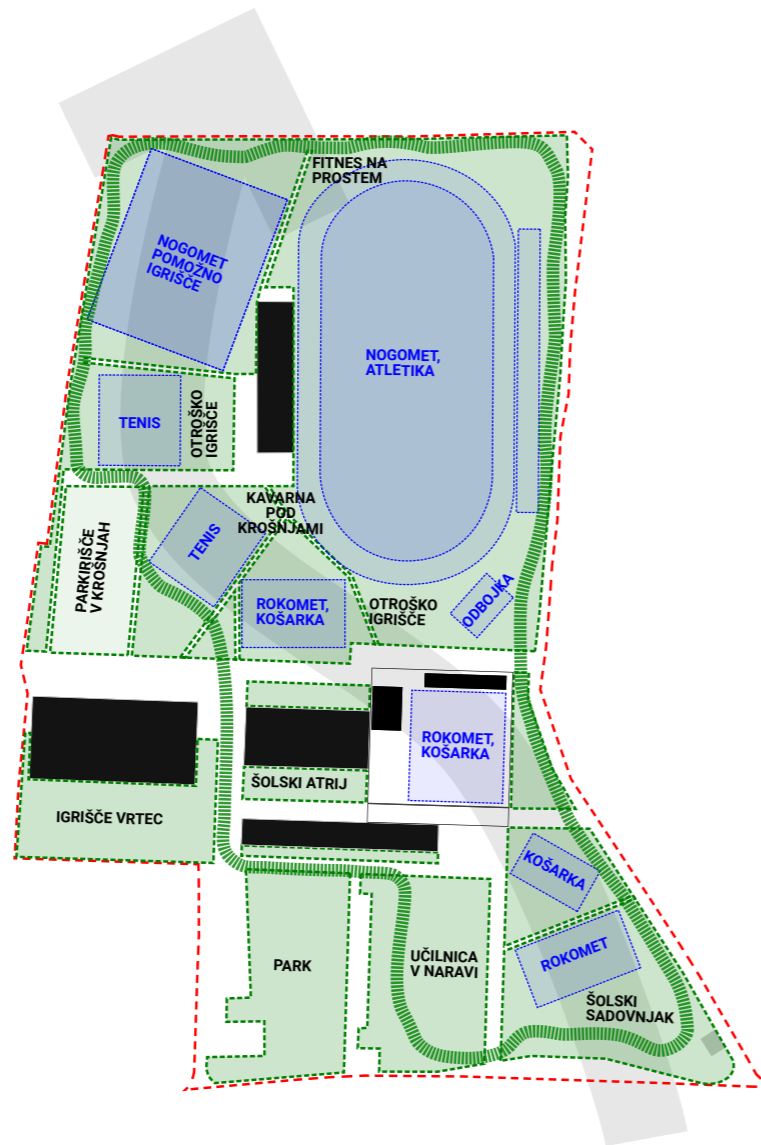 FITNES NA
PROSTEM
NOGOMET
POMOŽNO
IGRIŠČE
NOGOMET,
ATLETIKA
TENIS
OTROŠKO
IGRIŠČE
KAVARNA
POD
KROŠNJAMI
TENIS
PARKIRIŠČE
V KROŠNJAH
ROKOMET,
KOŠARKA
OTROŠKO
IGRIŠČE
ODBOJKA
ROKOMET,
KOŠARKA
ŠOLSKI ATRIJ
IGRIŠČE VRTEC
KOŠARKA
PARK
UČILNICA
V NARAVI
ROKOMET
ŠOLSKI
SADOVNJAK